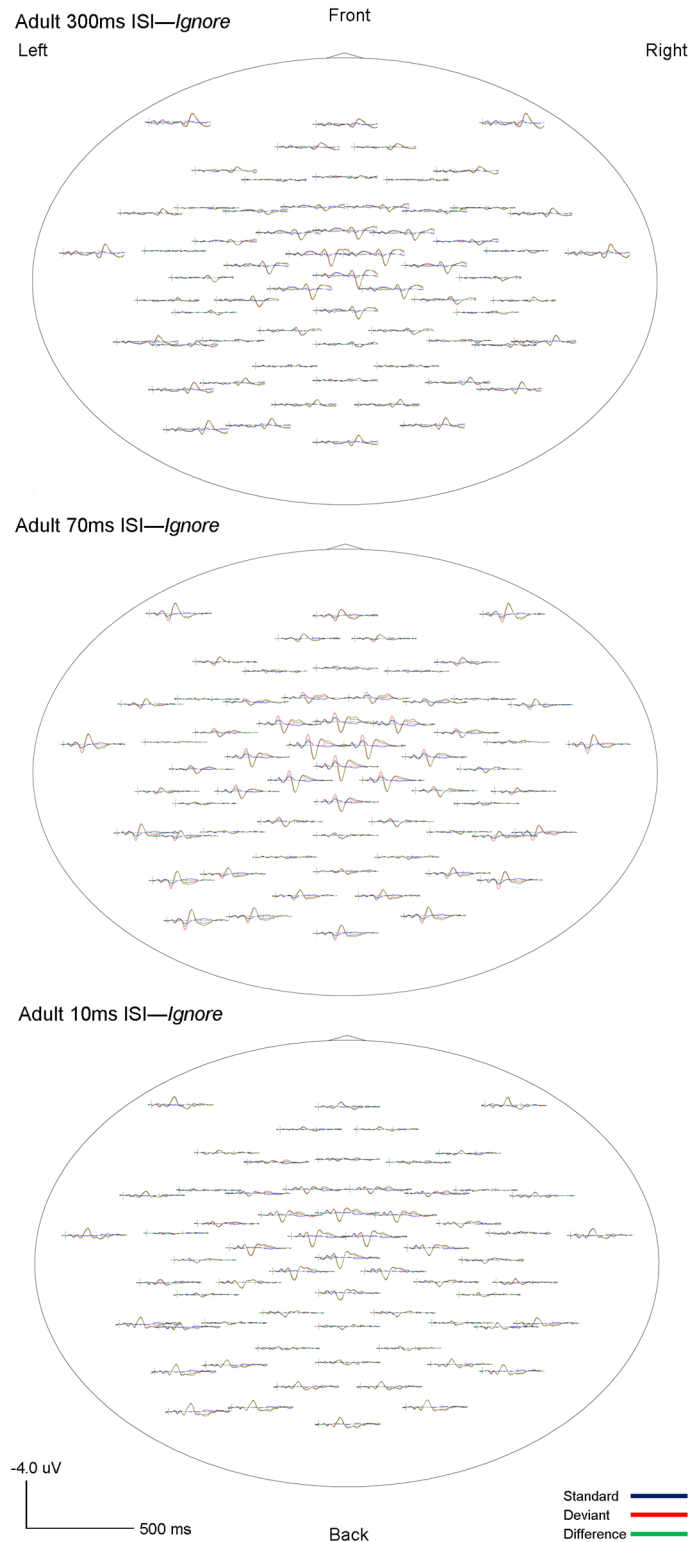 Adult 300ms ISI—Ignore
Front
Left
Right
Adult 70ms ISI—Ignore
Adult 10ms ISI—Ignore
-4.0 uV
500 ms
Back
Standard
Deviant
Difference